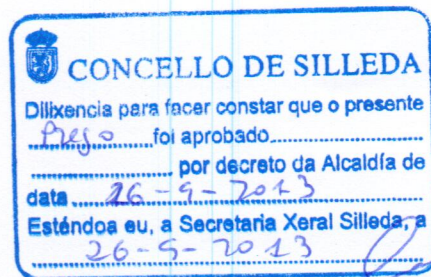 CONCELLO DE SILLEDA
Dilixencia para facer constar que o presente
Prego foi aprobado
por decreto da Alcaldía de
data 26-9-2013
Esténdoa eu, a Secretaria Xeral Silleda, a
26-9-2013